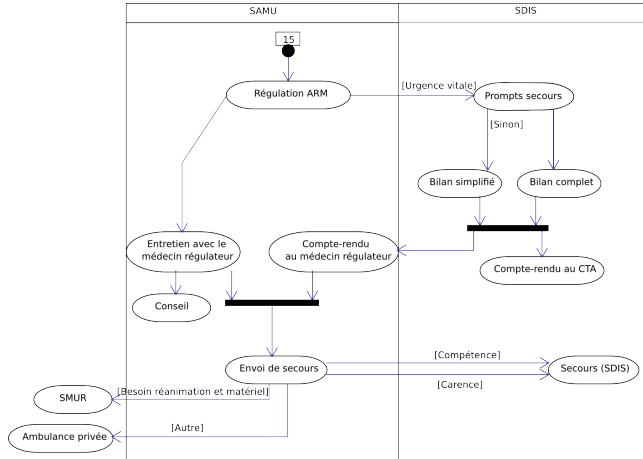 SAMU
SDIS
15
Régulation ARM
[Urgence vitale]
Prompts secours
[Sinon]
Bilan simplifié
Bilan complet
Entretien avec le
médecin régulateur
Compte-rendu
au médecin régulateur
Compte-rendu au CTA
Conseil
[Compétence]
Envoi de secours
Secours (SDIS)
[Carence]
[Besoin réanimation et matériel]
SMUR
[Autre]
Ambulance privée